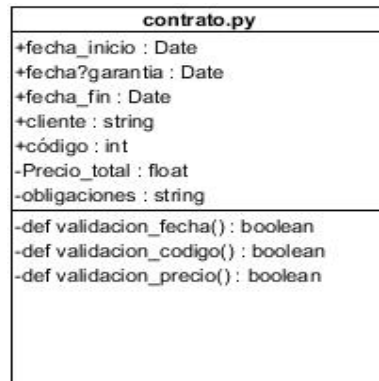 contrato.py
+fecha_inicio : Date
+fecha?garantia : Date
+fecha_fin : Date
+cliente : string
+código : int
-Precio_total : float
-obligaciones : string
-def validacion_fecha() : boolean
-def validacion_codigo() : boolean
-def validacion_precio() : boolean